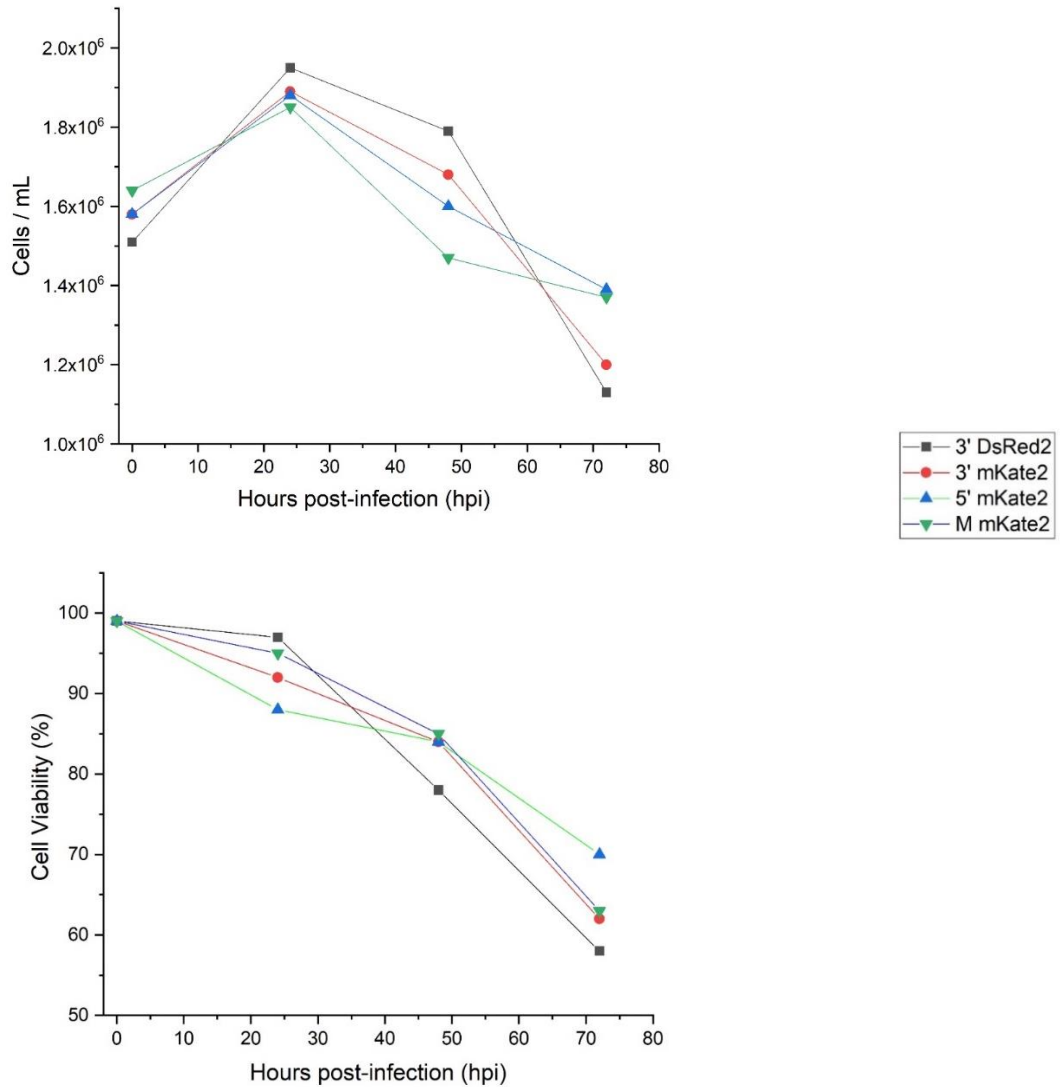 2.0x10⁶
1.8x10⁶
1.6x10⁶
1.4x10⁶
1.2x10⁶
1.0x10⁶
Cells / mL
0 10 20 30 40 50 60 70 80
Hours post-infection (hpi)
3' DsRed2
3' mKate2
5' mKate2
M mKate2
100
90
80
70
60
50
Cell Viability (%)
0 10 20 30 40 50 60 70 80
Hours post-infection (hpi)